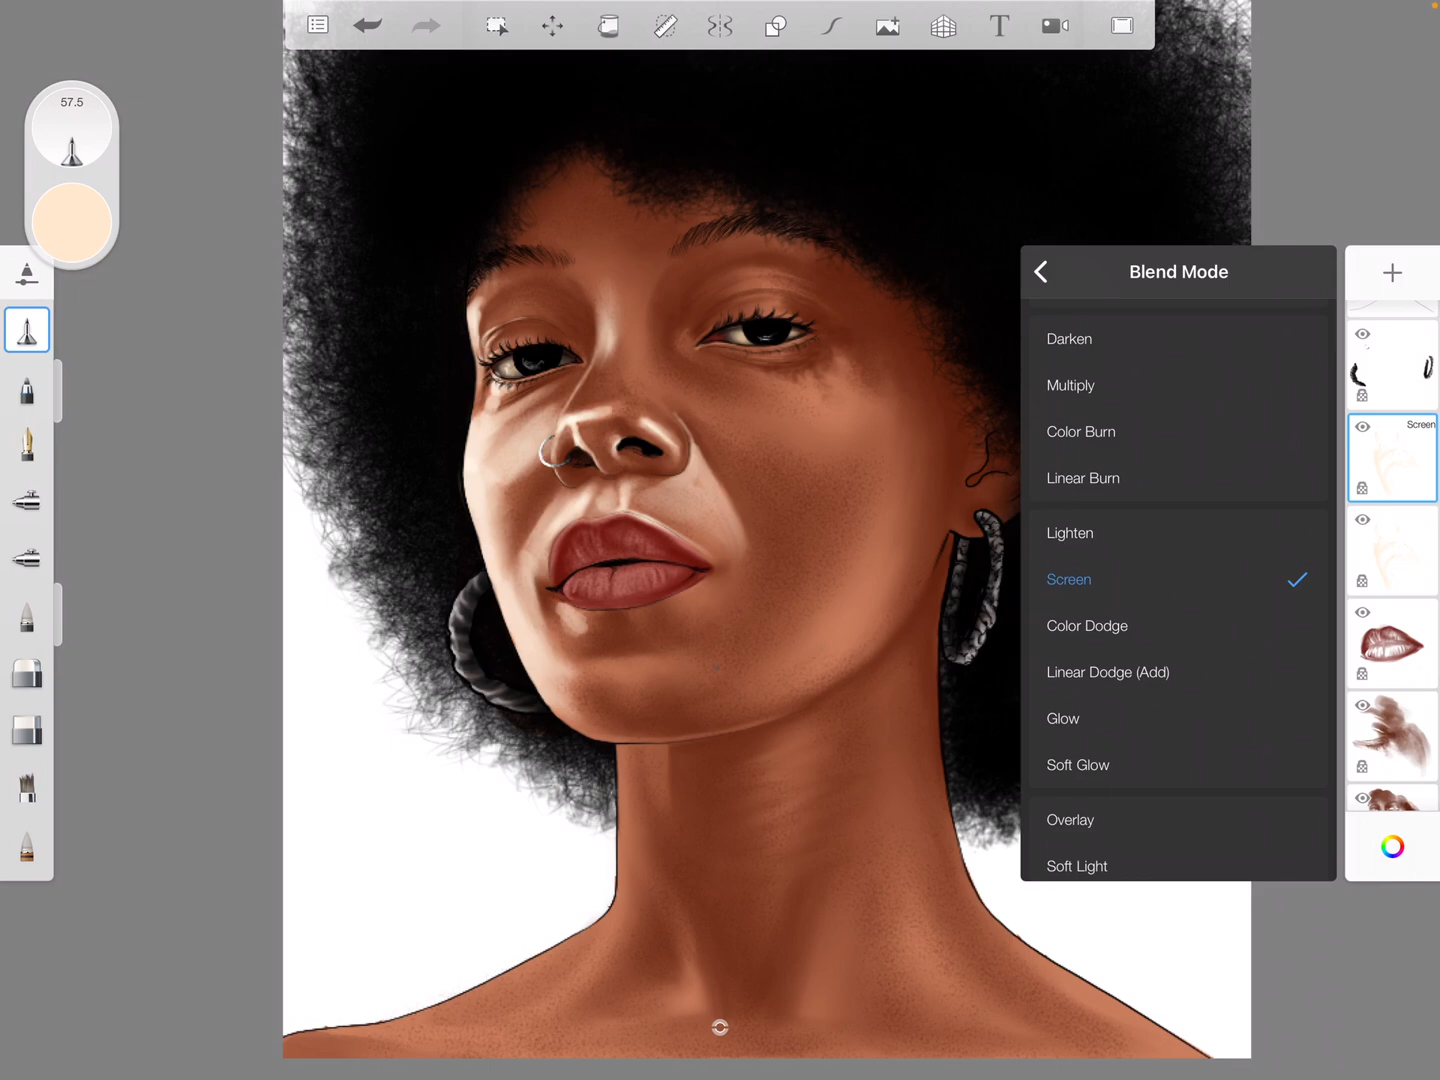 T
57.5
Blend Mode
Darken
Multiply
Color Burn
Linear Burn
Lighten
Screen
Color Dodge
Linear Dodge (Add)
Glow
Soft Glow
Overlay
Soft Light
Screen